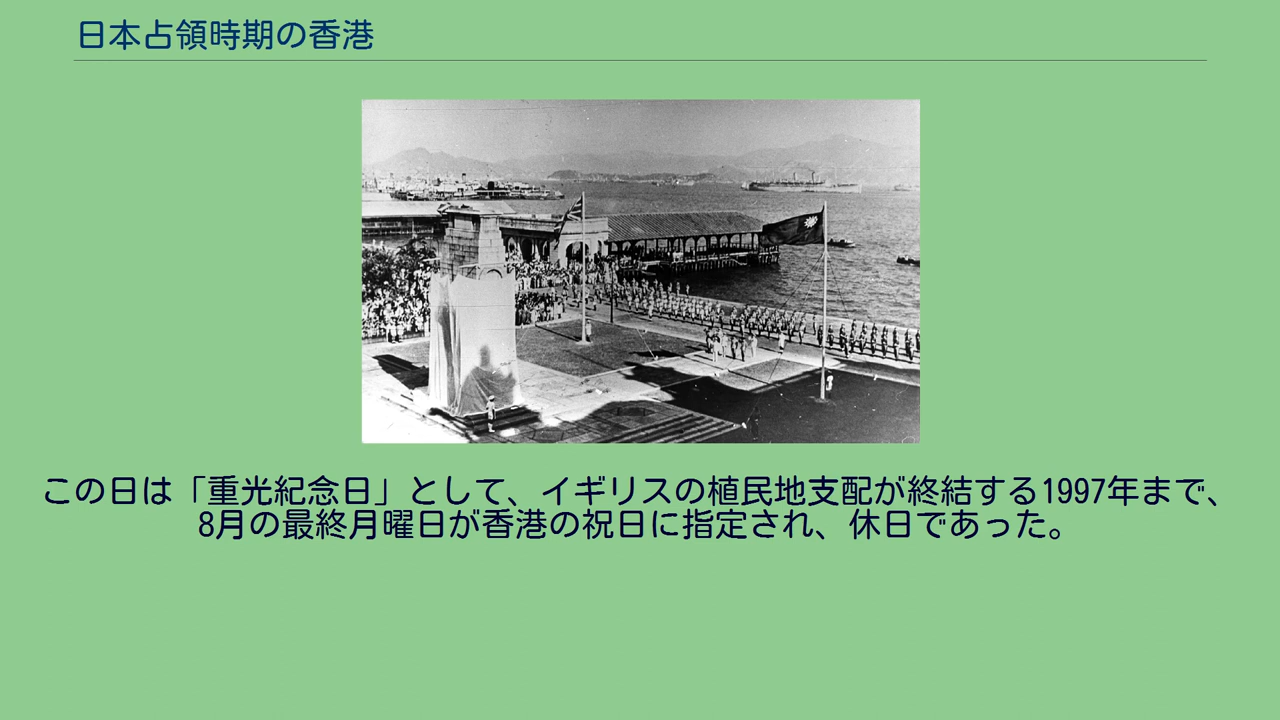 日本占領時期の香港
この日は「重光紀念日」として、イギリスの植民地支配が終結する1997年まで、
8月の最終月曜日が香港の祝日に指定され、休日であった。